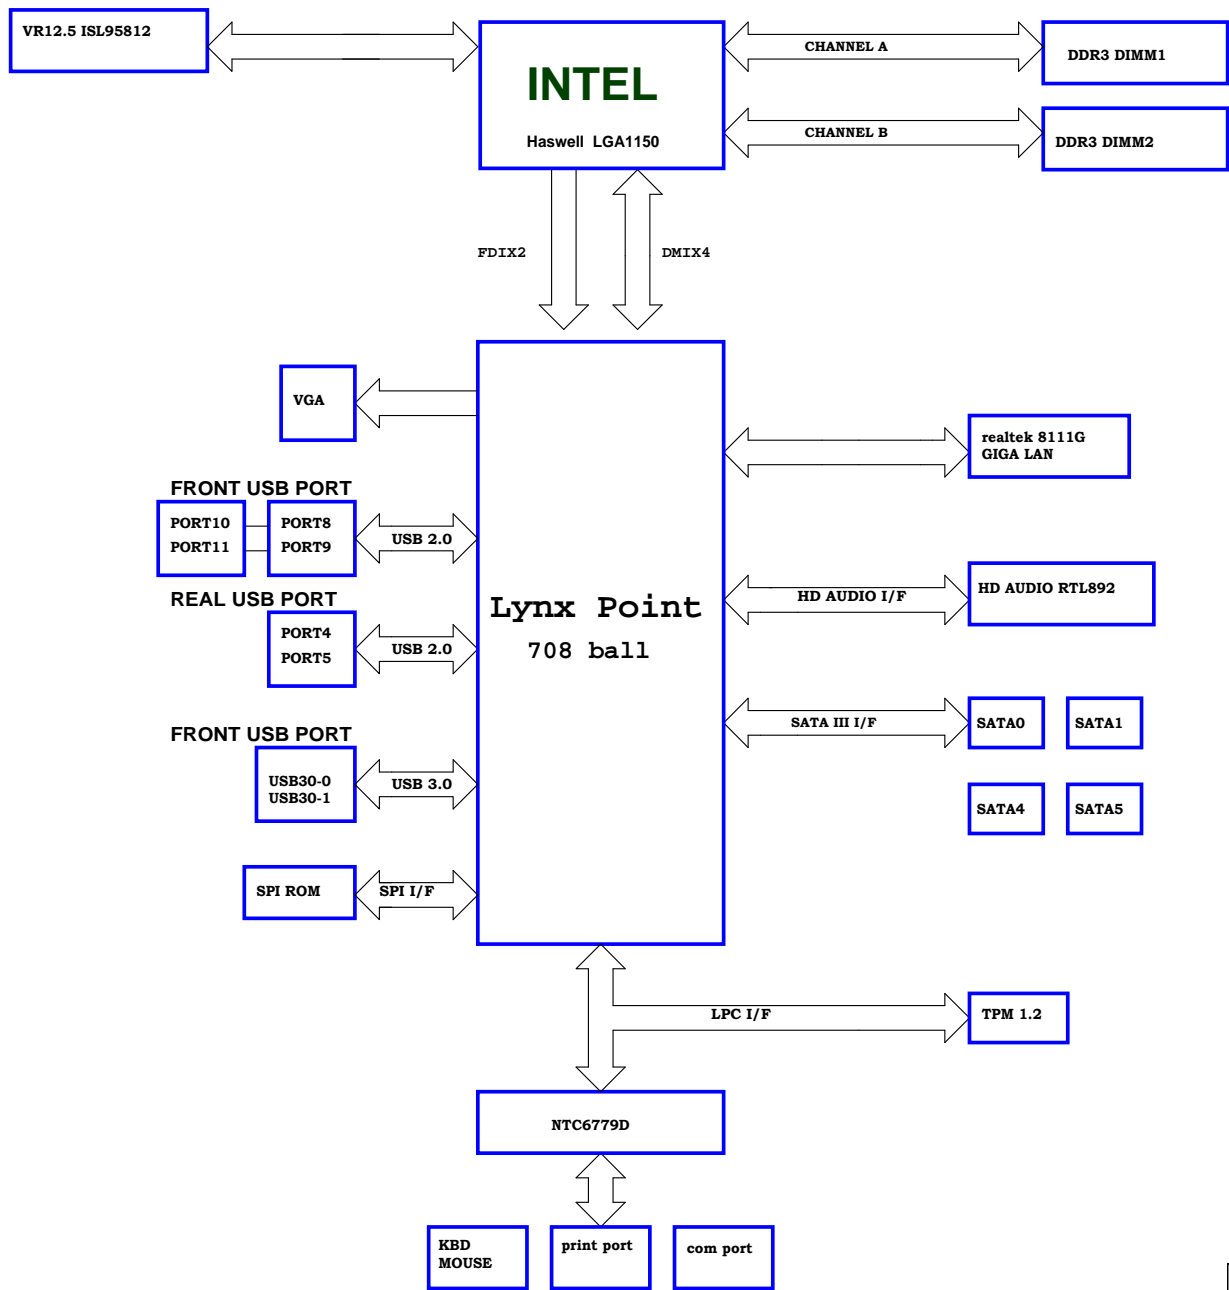 VR12.5 ISL95812
INTEL
Haswell LGA1150
CHANNEL A
DDR3 DIMM1
CHANNEL B
DDR3 DIMM2
FDIX2
DMIX4
VGA
realtek 8111G
GIGA LAN
FRONT USB PORT
PORT10
PORT11
PORT8
PORT9
USB 2.0
HD AUDIO I/F
HD AUDIO RTL892
REAL USB PORT
PORT4
PORT5
USB 2.0
Lynx Point
708 ball
SATA III I/F
SATA0
SATA1
SATA4
SATA5
FRONT USB PORT
USB30-0
USB30-1
USB 3.0
SPI ROM
SPI I/F
LPC I/F
TPM 1.2
NTC6779D
KBD
MOUSE
print port
com port